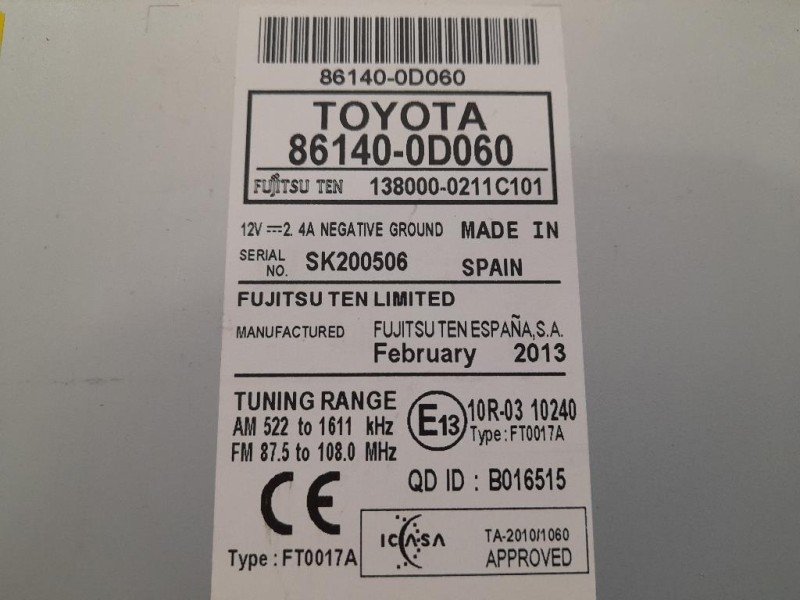 86140-0D060
TOYOTA
86140-0D060
FUJITSU TEN 138000-0211C101
12V⎓2. 4A NEGATIVE GROUND MADE IN
SERIAL NO. SK200506 SPAIN
FUJITSU TEN LIMITED
MANUFACTURED FUJITSU TEN ESPAÑA,S.A.
February 2013
TUNING RANGE
AM 522 to 1611 kHz
FM 87.5 to 108.0 MHz
E13 10R-03 10240
Type:FT0017A
QD ID : B016515
CE
Type : FT0017A
ICASA TA-2010/1060
APPROVED